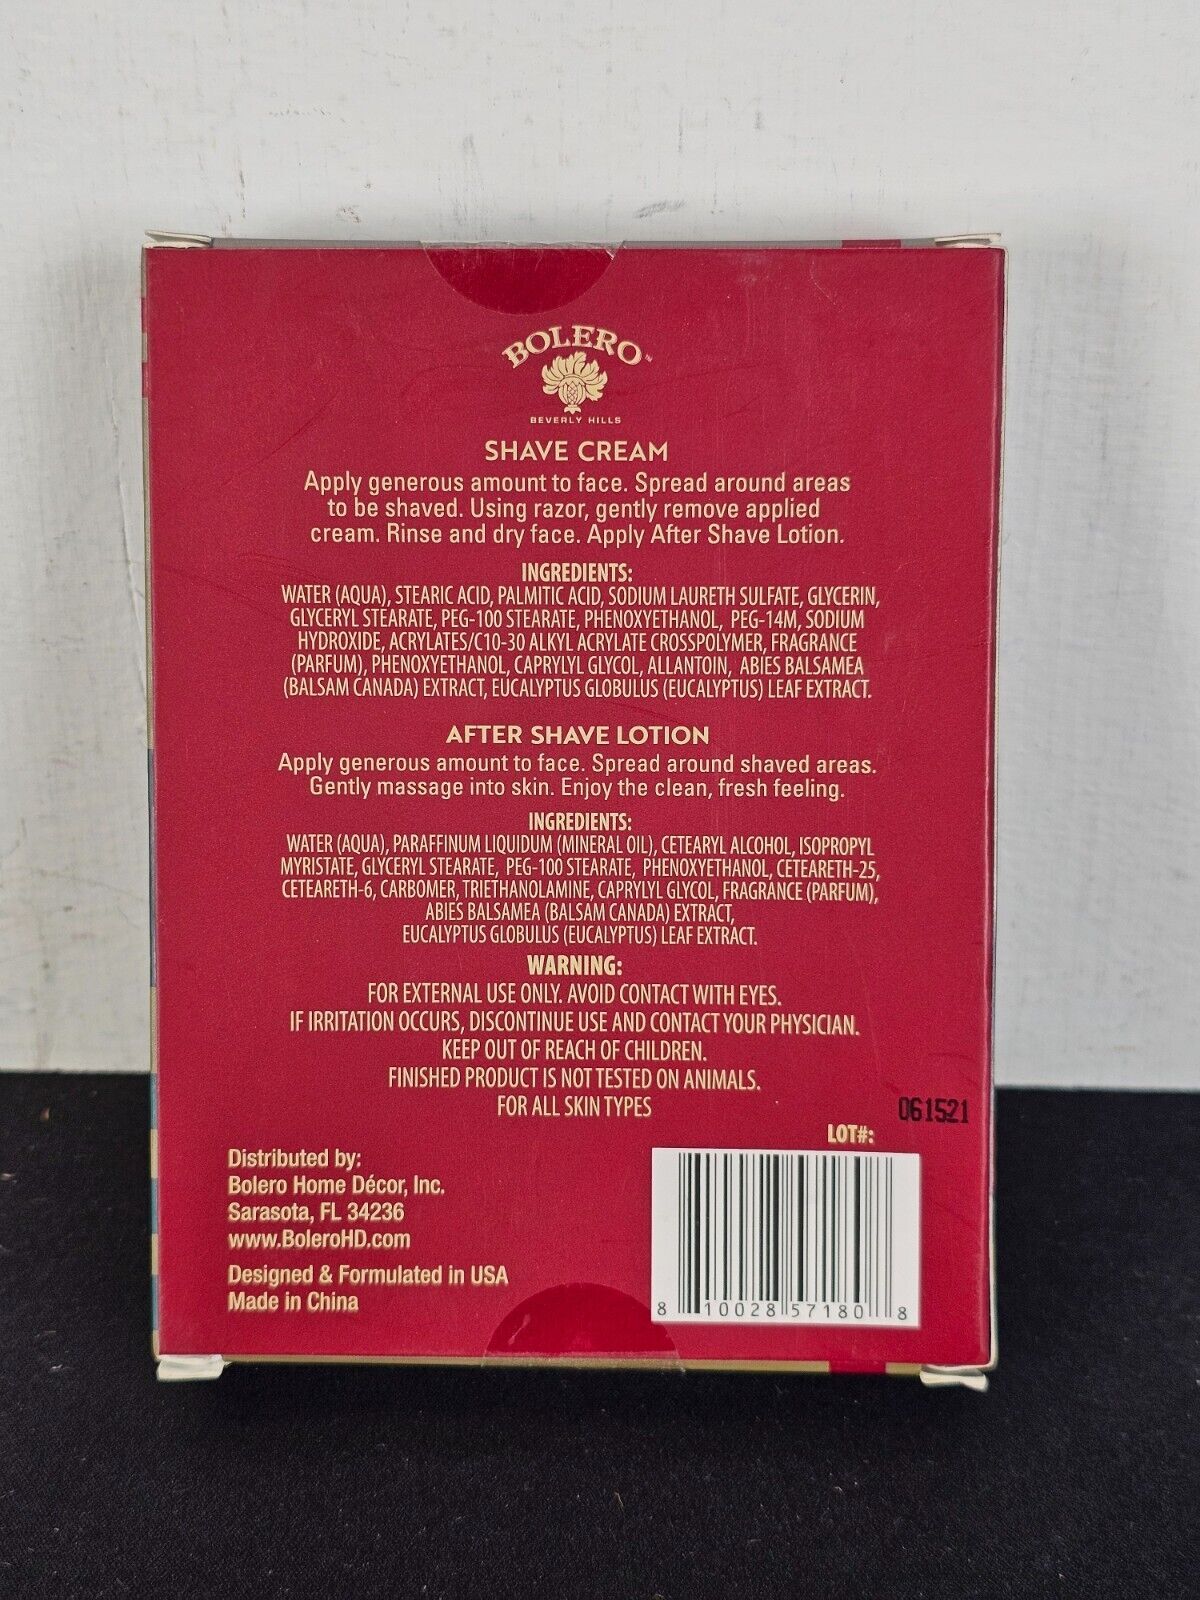 BOLERO™
BEVERLY HILLS
SHAVE CREAM
Apply generous amount to face. Spread around areas
to be shaved. Using razor, gently remove applied
cream. Rinse and dry face. Apply After Shave Lotion.
INGREDIENTS:
WATER (AQUA), STEARIC ACID, PALMITIC ACID, SODIUM LAURETH SULFATE, GLYCERIN,
GLYCERYL STEARATE, PEG-100 STEARATE, PHENOXYETHANOL, PEG-14M, SODIUM
HYDROXIDE, ACRYLATES/C10-30 ALKYL ACRYLATE CROSSPOLYMER, FRAGRANCE
(PARFUM), PHENOXYETHANOL, CAPRYLYL GLYCOL, ALLANTOIN, ABIES BALSAMEA
(BALSAM CANADA) EXTRACT, EUCALYPTUS GLOBULUS (EUCALYPTUS) LEAF EXTRACT.
AFTER SHAVE LOTION
Apply generous amount to face. Spread around shaved areas.
Gently massage into skin. Enjoy the clean, fresh feeling.
INGREDIENTS:
WATER (AQUA), PARAFFINUM LIQUIDUM (MINERAL OIL), CETEARYL ALCOHOL, ISOPROPYL
MYRISTATE, GLYCERYL STEARATE, PEG-100 STEARATE, PHENOXYETHANOL, CETEARETH-25,
CETEARETH-6, CARBOMER, TRIETHANOLAMINE, CAPRYLYL GLYCOL, FRAGRANCE (PARFUM),
ABIES BALSAMEA (BALSAM CANADA) EXTRACT,
EUCALYPTUS GLOBULUS (EUCALYPTUS) LEAF EXTRACT.
WARNING:
FOR EXTERNAL USE ONLY. AVOID CONTACT WITH EYES.
IF IRRITATION OCCURS, DISCONTINUE USE AND CONTACT YOUR PHYSICIAN.
KEEP OUT OF REACH OF CHILDREN.
FINISHED PRODUCT IS NOT TESTED ON ANIMALS.
FOR ALL SKIN TYPES
061521
LOT#:
Distributed by:
Bolero Home Décor, Inc.
Sarasota, FL 34236
www.BoleroHD.com
Designed & Formulated in USA
Made in China
8 10028 57180 8